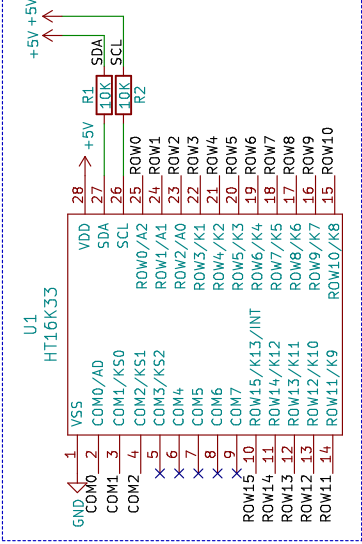 +5V
+5V
SDA
SCL
R1
10K
10K
R2
+5V
ROW0
ROW1
ROW2
ROW3
ROW4
ROW5
ROW6
ROW7
ROW8
ROW9
ROW10
28
27
26
25
24
23
22
21
20
19
18
17
16
15
VDD
SDA
SCL
ROW0/A2
ROW1/A1
ROW2/A0
ROW3/K1
ROW4/K2
ROW5/K3
ROW6/K4
ROW7/K5
ROW8/K6
ROW9/K7
ROW10/K8
U1
HT16K33
VSS
COM0/AD
COM1/KS0
COM2/KS1
COM3/KS2
COM4
COM5
COM6
COM7
ROW15/K13/INT
ROW14/K12
ROW13/K11
ROW12/K10
ROW11/K9
1
2
3
4
5
6
7
8
9
10
11
12
13
14
GND
COM0
COM1
COM2
ROW15
ROW14
ROW13
ROW12
ROW11